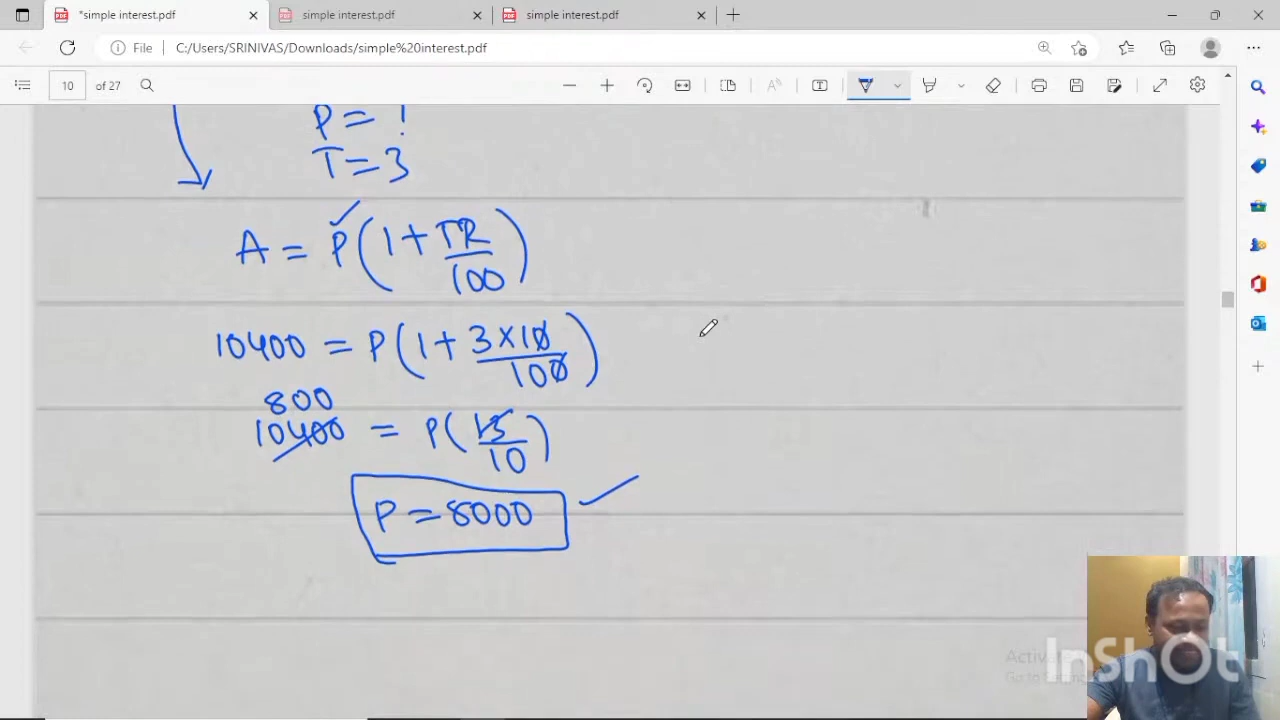 *simple interest.pdf
simple interest.pdf
simple interest.pdf
File
C:/Users/SRINIVAS/Downloads/simple%20interest.pdf
10 of 27
P = ?
T = 3
A = P(1 + TR/100)
10400 = P(1 + 3×10/100)
800
10400 = P(13/10)
P = 8000
InShOt